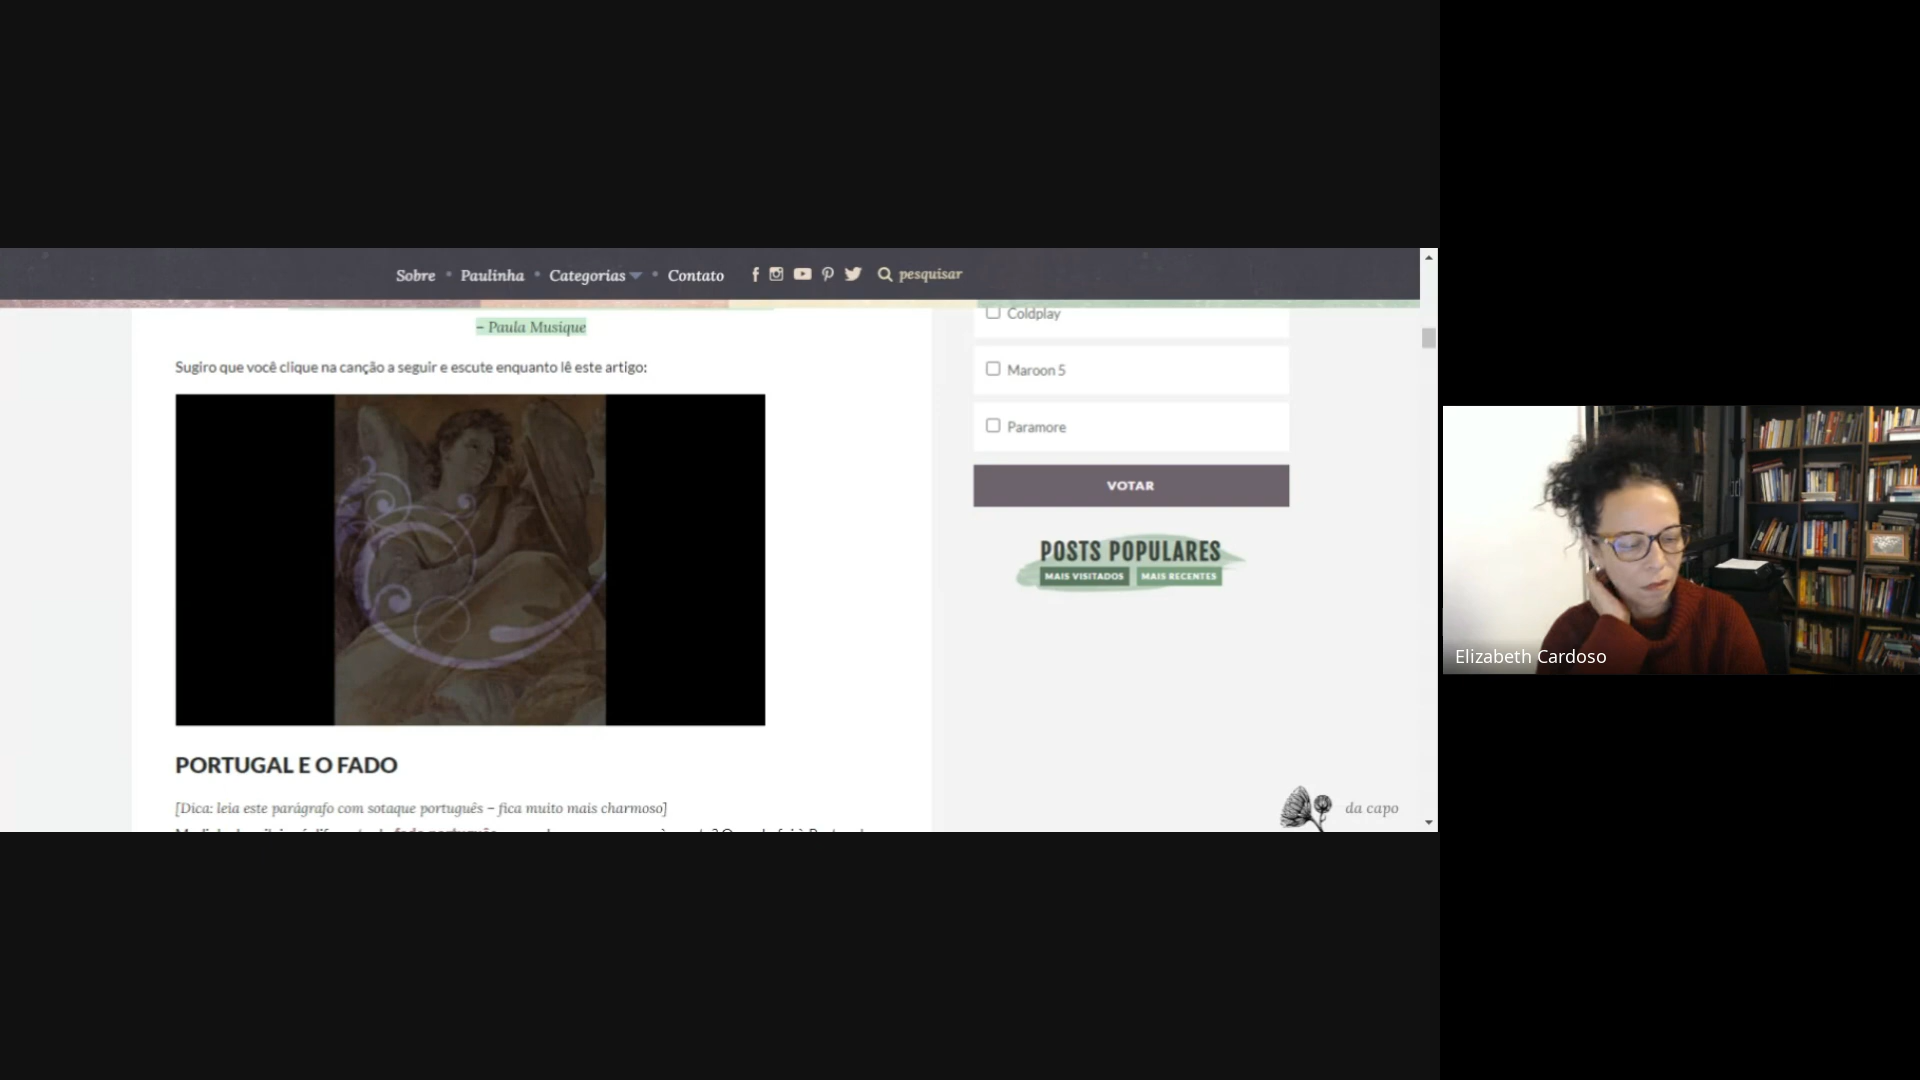 Sobre • Paulinha • Categorias • Contato pesquisar
– Paula Musique
Sugiro que você clique na canção a seguir e escute enquanto lê este artigo:
PORTUGAL E O FADO
[Dica: leia este parágrafo com sotaque português – fica muito mais charmoso]
Coldplay
Maroon 5
Paramore
VOTAR
POSTS POPULARES
MAIS VISITADOS MAIS RECENTES
da capo
Elizabeth Cardoso